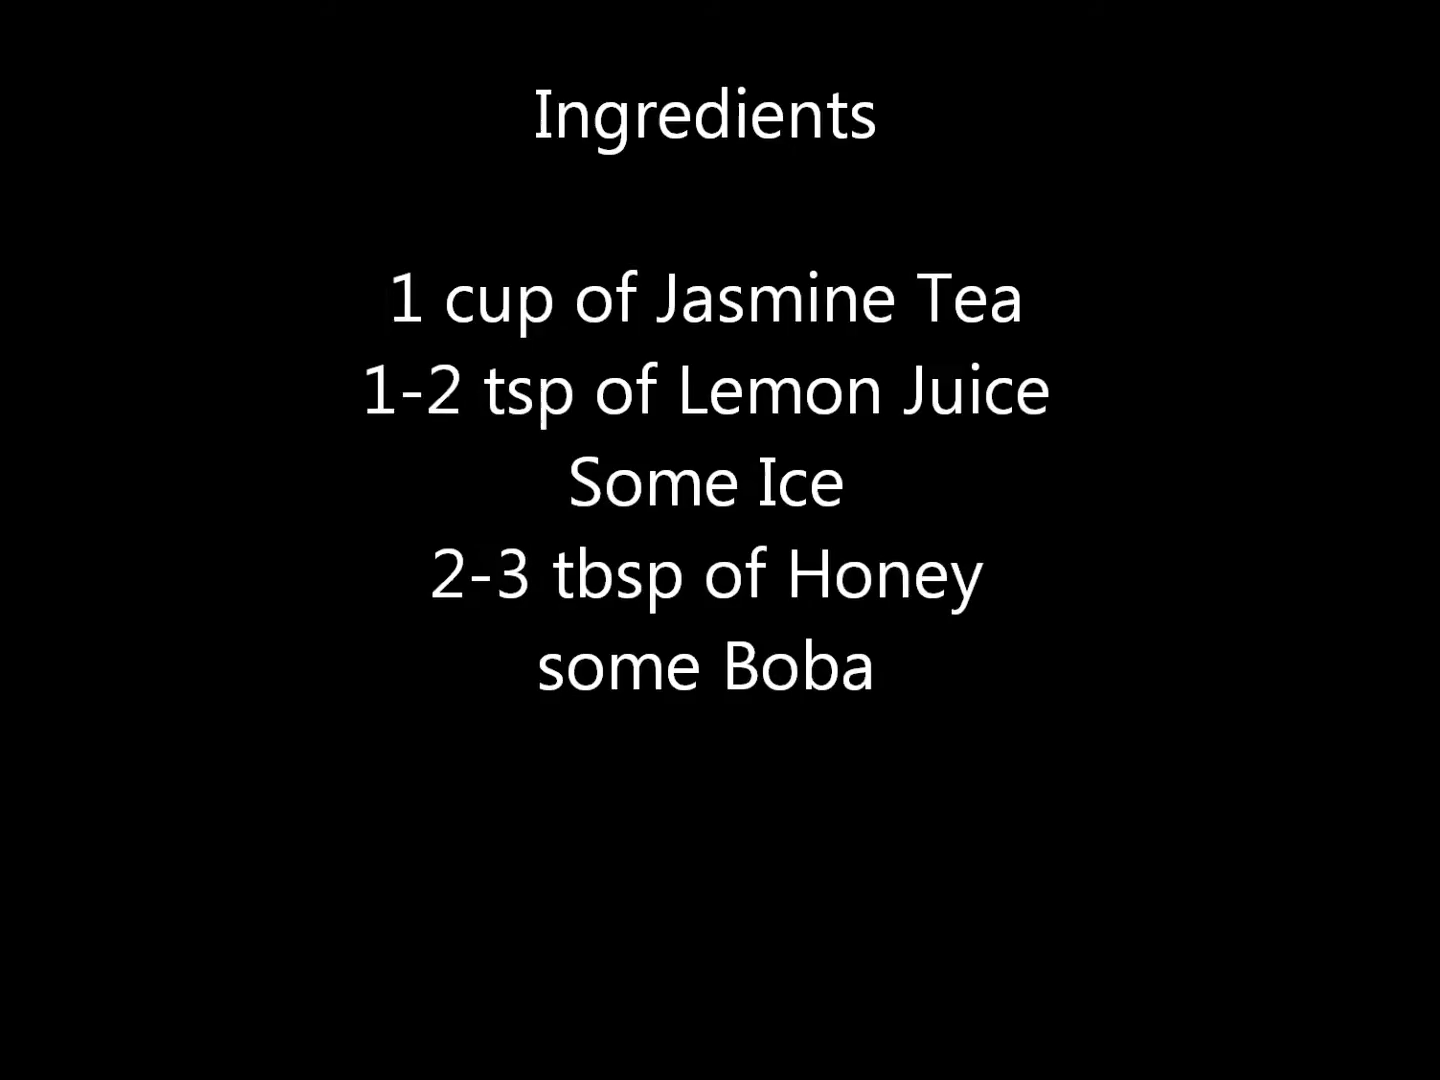 Ingredients
1 cup of Jasmine Tea
1-2 tsp of Lemon Juice
Some Ice
2-3 tbsp of Honey
some Boba